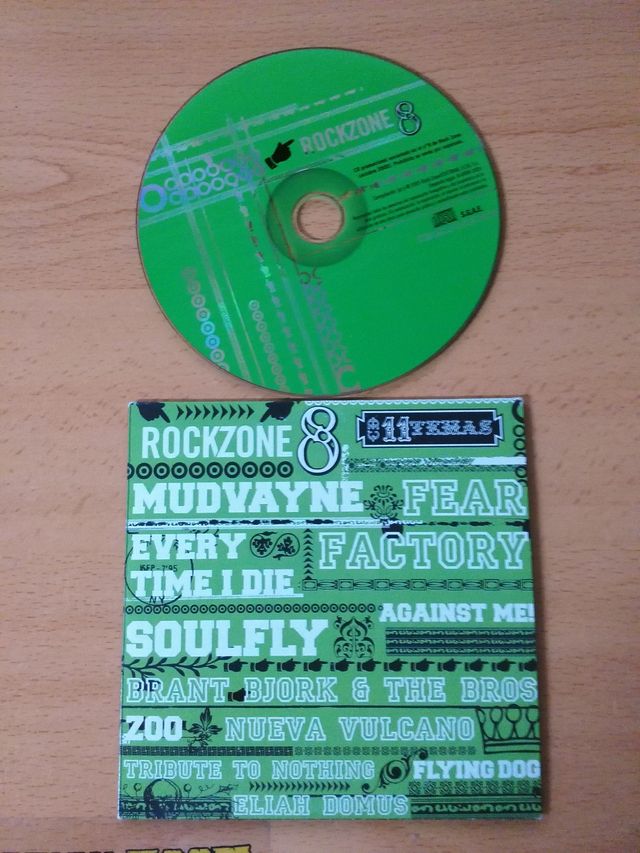 ROCKZONE 8
S.G.A.E.
ROCKZONE 8
CD 11 TEMAS
MUDVAYNE FEAR
EVERY FACTORY
TIME I DIE
SOULFLY AGAINST ME!
BRANT BJORK & THE BROS
ZOO NUEVA VULCANO
TRIBUTE TO NOTHING FLYING DOG
ELIAH DOMUS